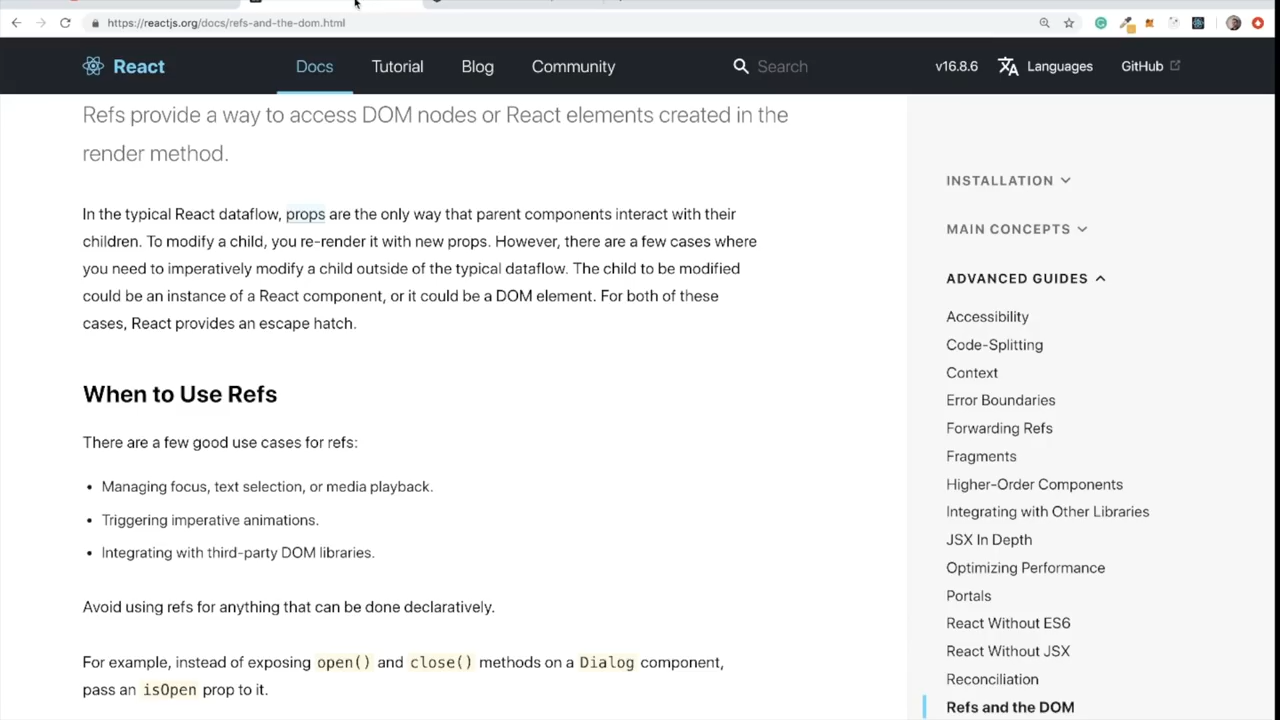 https://reactjs.org/docs/refs-and-the-dom.html
React
Docs
Tutorial
Blog
Community
Search
v16.8.6
Languages
GitHub
Refs provide a way to access DOM nodes or React elements created in the
render method.
In the typical React dataflow, props are the only way that parent components interact with their
children. To modify a child, you re-render it with new props. However, there are a few cases where
you need to imperatively modify a child outside of the typical dataflow. The child to be modified
could be an instance of a React component, or it could be a DOM element. For both of these
cases, React provides an escape hatch.
When to Use Refs
There are a few good use cases for refs:
• Managing focus, text selection, or media playback.
• Triggering imperative animations.
• Integrating with third-party DOM libraries.
Avoid using refs for anything that can be done declaratively.
For example, instead of exposing open() and close() methods on a Dialog component,
pass an isOpen prop to it.
INSTALLATION
MAIN CONCEPTS
ADVANCED GUIDES
Accessibility
Code-Splitting
Context
Error Boundaries
Forwarding Refs
Fragments
Higher-Order Components
Integrating with Other Libraries
JSX In Depth
Optimizing Performance
Portals
React Without ES6
React Without JSX
Reconciliation
Refs and the DOM